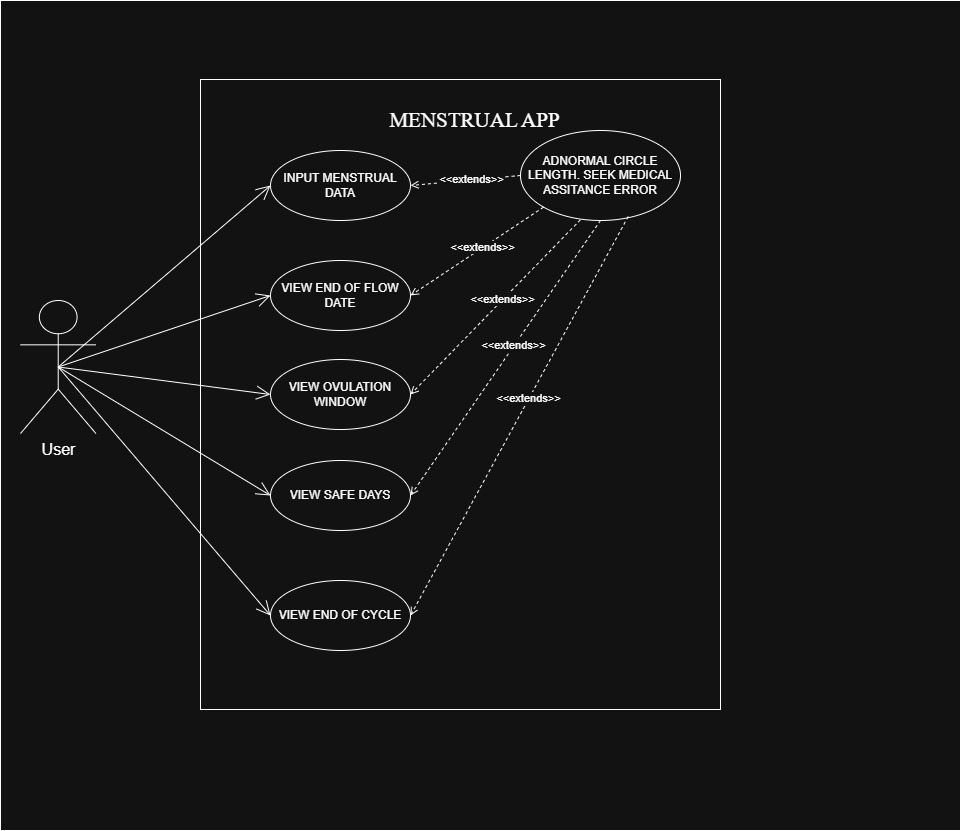 MENSTRUAL APP
INPUT MENSTRUAL
DATA
<<extends>>
ADNORMAL CIRCLE
LENGTH. SEEK MEDICAL
ASSITANCE ERROR
<<extends>>
VIEW END OF FLOW
DATE
<<extends>>
<<extends>>
VIEW OVULATION
WINDOW
<<extends>>
User
VIEW SAFE DAYS
VIEW END OF CYCLE